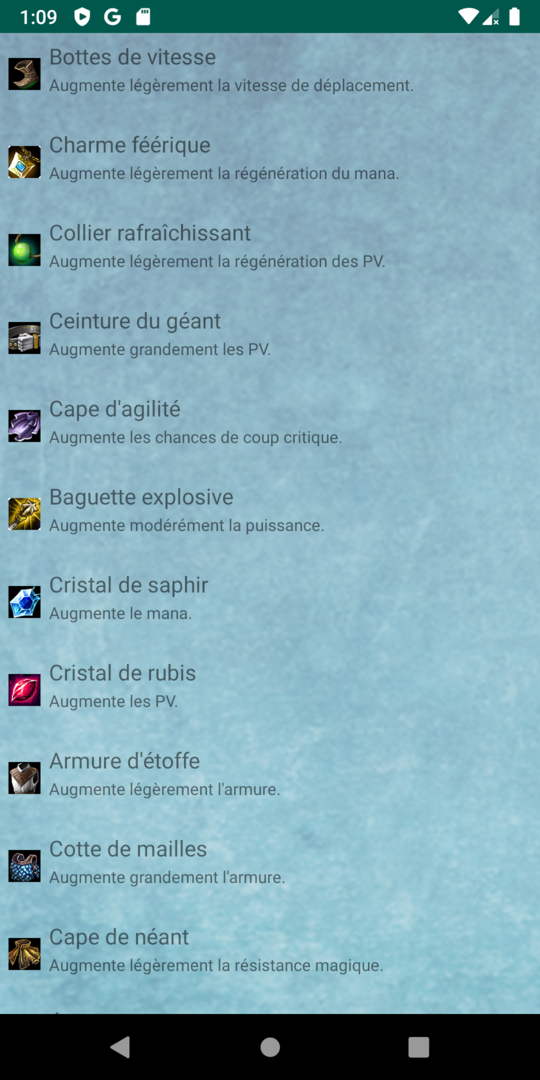 1:09
Bottes de vitesse
Augmente légèrement la vitesse de déplacement.
Charme féérique
Augmente légèrement la régénération du mana.
Collier rafraîchissant
Augmente légèrement la régénération des PV.
Ceinture du géant
Augmente grandement les PV.
Cape d'agilité
Augmente les chances de coup critique.
Baguette explosive
Augmente modérément la puissance.
Cristal de saphir
Augmente le mana.
Cristal de rubis
Augmente les PV.
Armure d'étoffe
Augmente légèrement l'armure.
Cotte de mailles
Augmente grandement l'armure.
Cape de néant
Augmente légèrement la résistance magique.